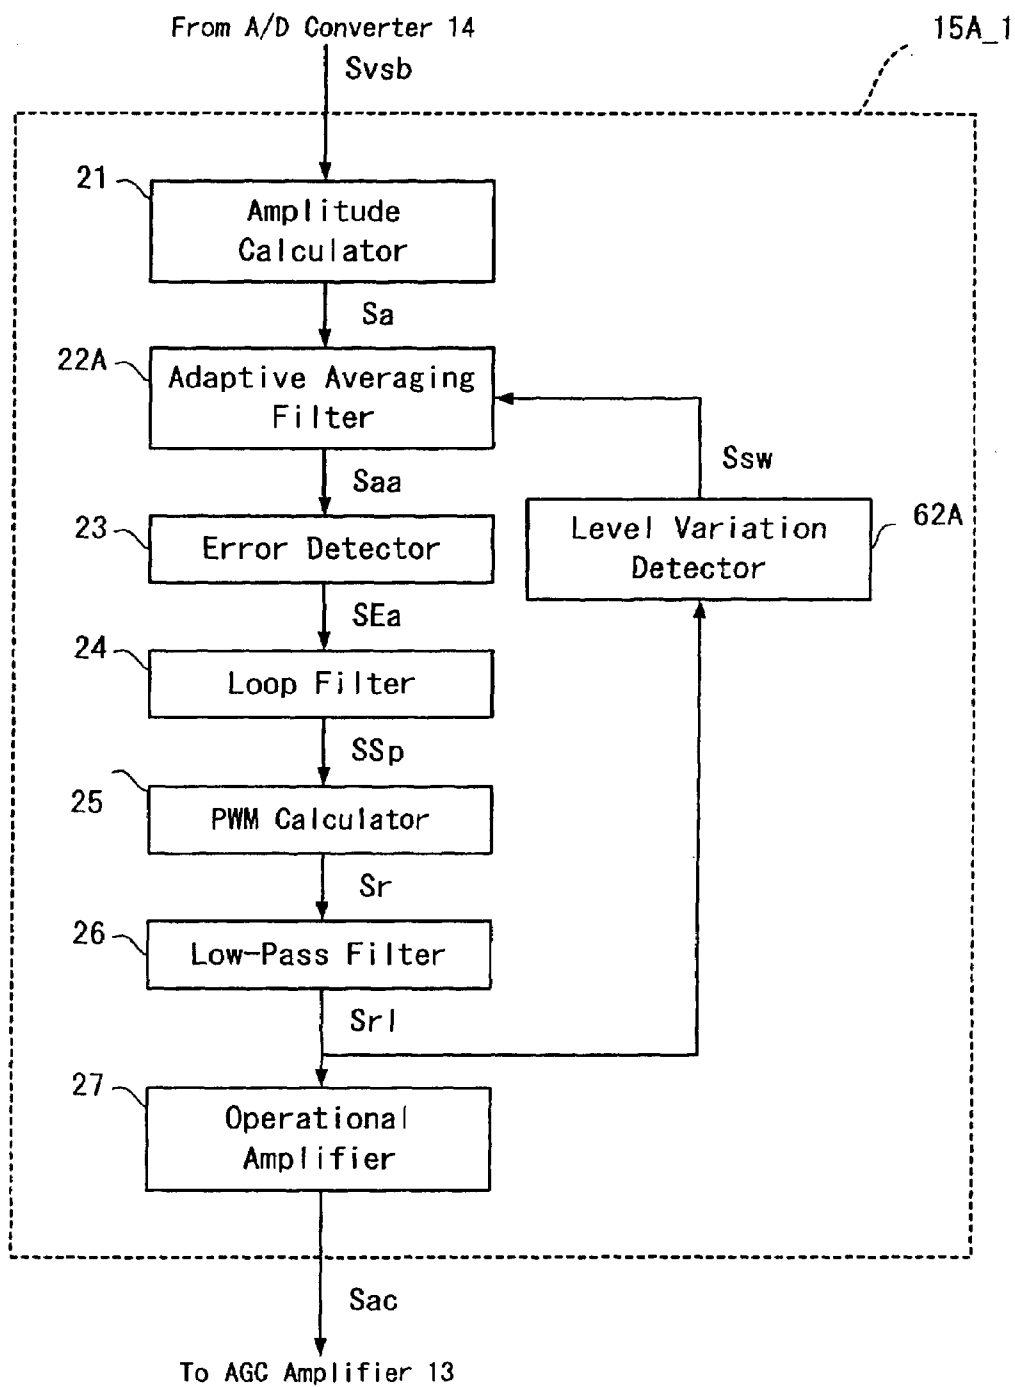 From A/D Converter 14
15A_1
Svsb
21
Amplitude
Calculator
Sa
22A
Adaptive Averaging
Filter
Ssw
Saa
62A
Level Variation
Detector
23
Error Detector
SEa
24
Loop Filter
SSp
25
PWM Calculator
Sr
26
Low-Pass Filter
Srl
27
Operational
Amplifier
Sac
To AGC Amplifier 13